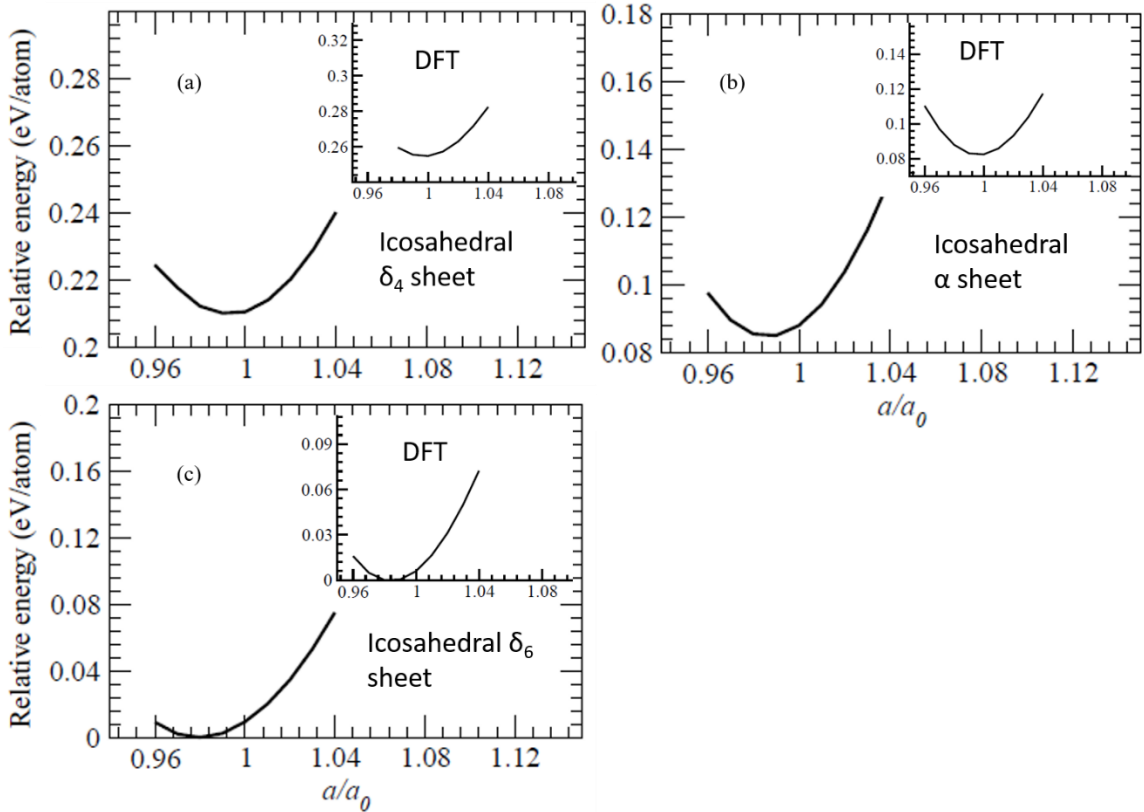 Relative energy (eV/atom)
0.28
0.26
0.24
0.22
0.2
(a)
DFT
0.32
0.3
0.28
0.26
0.96 1 1.04 1.08
Icosahedral
δ4 sheet
0.96 1 1.04 1.08 1.12
0.18
0.16
0.14
0.12
0.1
0.08
(b)
DFT
0.14
0.12
0.1
0.08
0.96 1 1.04 1.08
Icosahedral
α sheet
0.96 1 1.04 1.08 1.12
a/a0
Relative energy (eV/atom)
0.2
0.16
0.12
0.08
0.04
0
(c)
DFT
0.09
0.06
0.03
0
0.96 1 1.04 1.08
Icosahedral δ6
sheet
0.96 1 1.04 1.08 1.12
a/a0